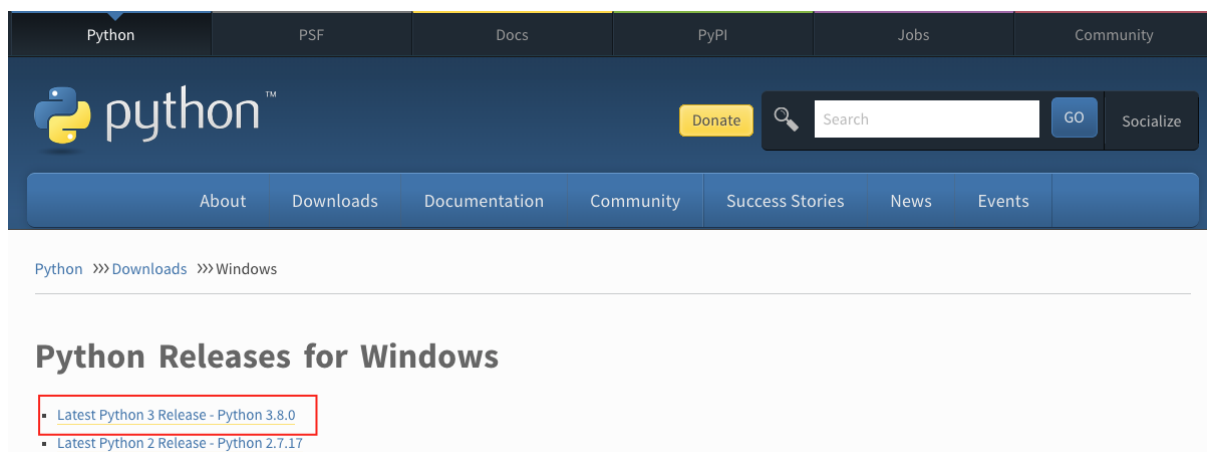 Python PSF Docs PyPI Jobs Community
python™
Donate Search GO Socialize
About Downloads Documentation Community Success Stories News Events
Python >>> Downloads >>> Windows
Python Releases for Windows
Latest Python 3 Release - Python 3.8.0
Latest Python 2 Release - Python 2.7.17